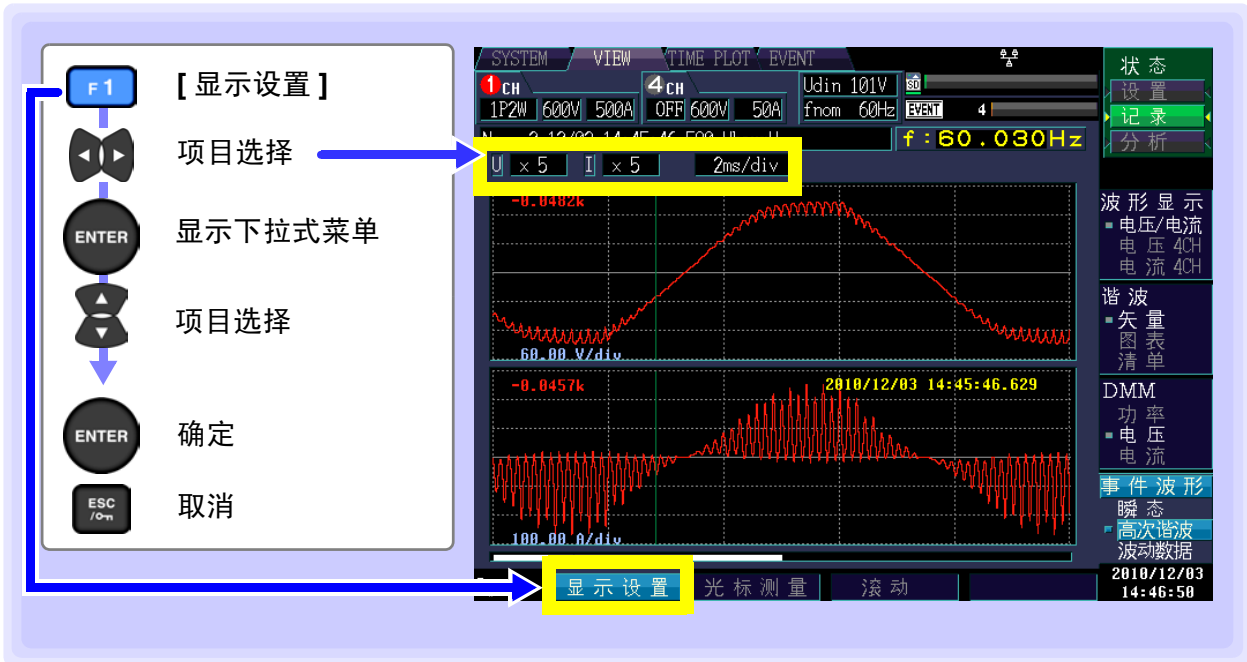 F 1 [ 显示设置 ]
项目选择
ENTER 显示下拉式菜单
项目选择
ENTER 确定
ESC 取消
SYSTEM VIEW TIME PLOT EVENT
1 CH 4 CH Udin 101V SD
1P2W 600V 500A OFF 600V 50A fnom 60Hz EVENT 4
f : 60.030Hz
U × 5 I × 5 2ms/div
-0.0482k
60.00 V/div
-0.0457k 2010/12/03 14:45:46.629
100.00 A/div
显示设置 光标测量 滚动
状态
设置
记录
分析
波形显示
电压/电流
电压 4CH
电流 4CH
谐波
矢量
图表
清单
DMM
功率
电压
电流
事件波形
瞬态
高次谐波
波动数据
2010/12/03
14:46:50